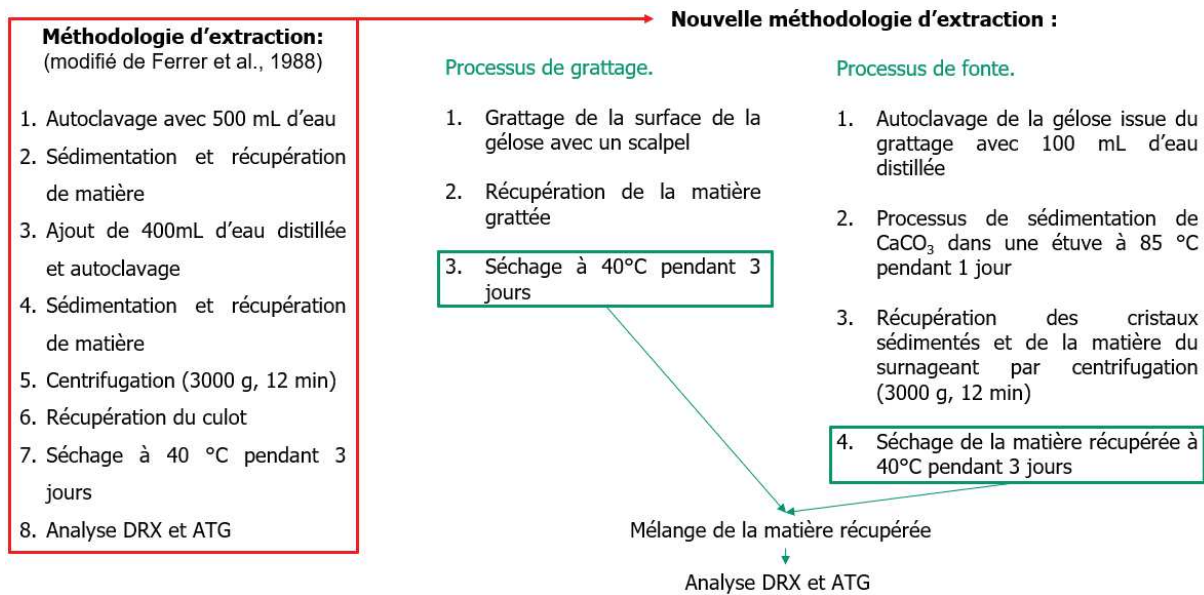 Méthodologie d'extraction:
(modifié de Ferrer et al., 1988)
1. Autoclavage avec 500 mL d'eau
2. Sédimentation et récupération
de matière
3. Ajout de 400mL d'eau distillée
et autoclavage
4. Sédimentation et récupération
de matière
5. Centrifugation (3000 g, 12 min)
6. Récupération du culot
7. Séchage à 40 °C pendant 3
jours
8. Analyse DRX et ATG
Nouvelle méthodologie d'extraction :
Processus de grattage.
1. Grattage de la surface de la
gélose avec un scalpel
2. Récupération de la matière
grattée
3. Séchage à 40°C pendant 3
jours
Processus de fonte.
1. Autoclavage de la gélose issue du
grattage avec 100 mL d'eau
distillée
2. Processus de sédimentation de
CaCO₃ dans une étuve à 85 °C
pendant 1 jour
3. Récupération des cristaux
sédimentés et de la matière du
surnageant par centrifugation
(3000 g, 12 min)
4. Séchage de la matière récupérée à
40°C pendant 3 jours
Mélange de la matière récupérée
Analyse DRX et ATG